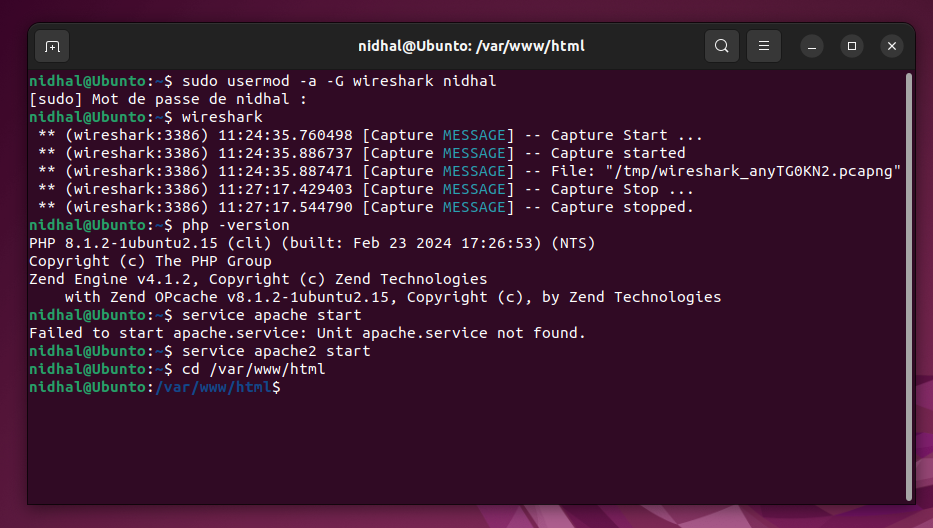 nidhal@Ubunto: /var/www/html
nidhal@Ubunto:~$ sudo usermod -a -G wireshark nidhal
[sudo] Mot de passe de nidhal :
nidhal@Ubunto:~$ wireshark
 ** (wireshark:3386) 11:24:35.760498 [Capture MESSAGE] -- Capture Start ...
 ** (wireshark:3386) 11:24:35.886737 [Capture MESSAGE] -- Capture started
 ** (wireshark:3386) 11:24:35.887471 [Capture MESSAGE] -- File: "/tmp/wireshark_anyTG0KN2.pcapng"
 ** (wireshark:3386) 11:27:17.429403 [Capture MESSAGE] -- Capture Stop ...
 ** (wireshark:3386) 11:27:17.544790 [Capture MESSAGE] -- Capture stopped.
nidhal@Ubunto:~$ php -version
PHP 8.1.2-1ubuntu2.15 (cli) (built: Feb 23 2024 17:26:53) (NTS)
Copyright (c) The PHP Group
Zend Engine v4.1.2, Copyright (c) Zend Technologies
    with Zend OPcache v8.1.2-1ubuntu2.15, Copyright (c), by Zend Technologies
nidhal@Ubunto:~$ service apache start
Failed to start apache.service: Unit apache.service not found.
nidhal@Ubunto:~$ service apache2 start
nidhal@Ubunto:~$ cd /var/www/html
nidhal@Ubunto:/var/www/html$